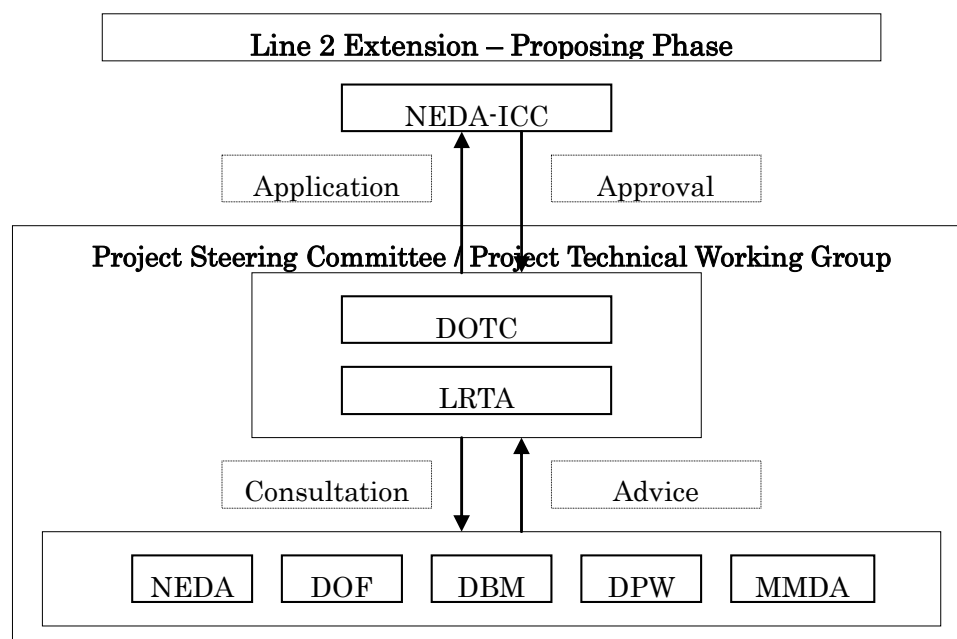 Line 2 Extension – Proposing Phase
NEDA-ICC
Application Approval
Project Steering Committee / Project Technical Working Group
DOTC
LRTA
Consultation Advice
NEDA DOF DBM DPW MMDA